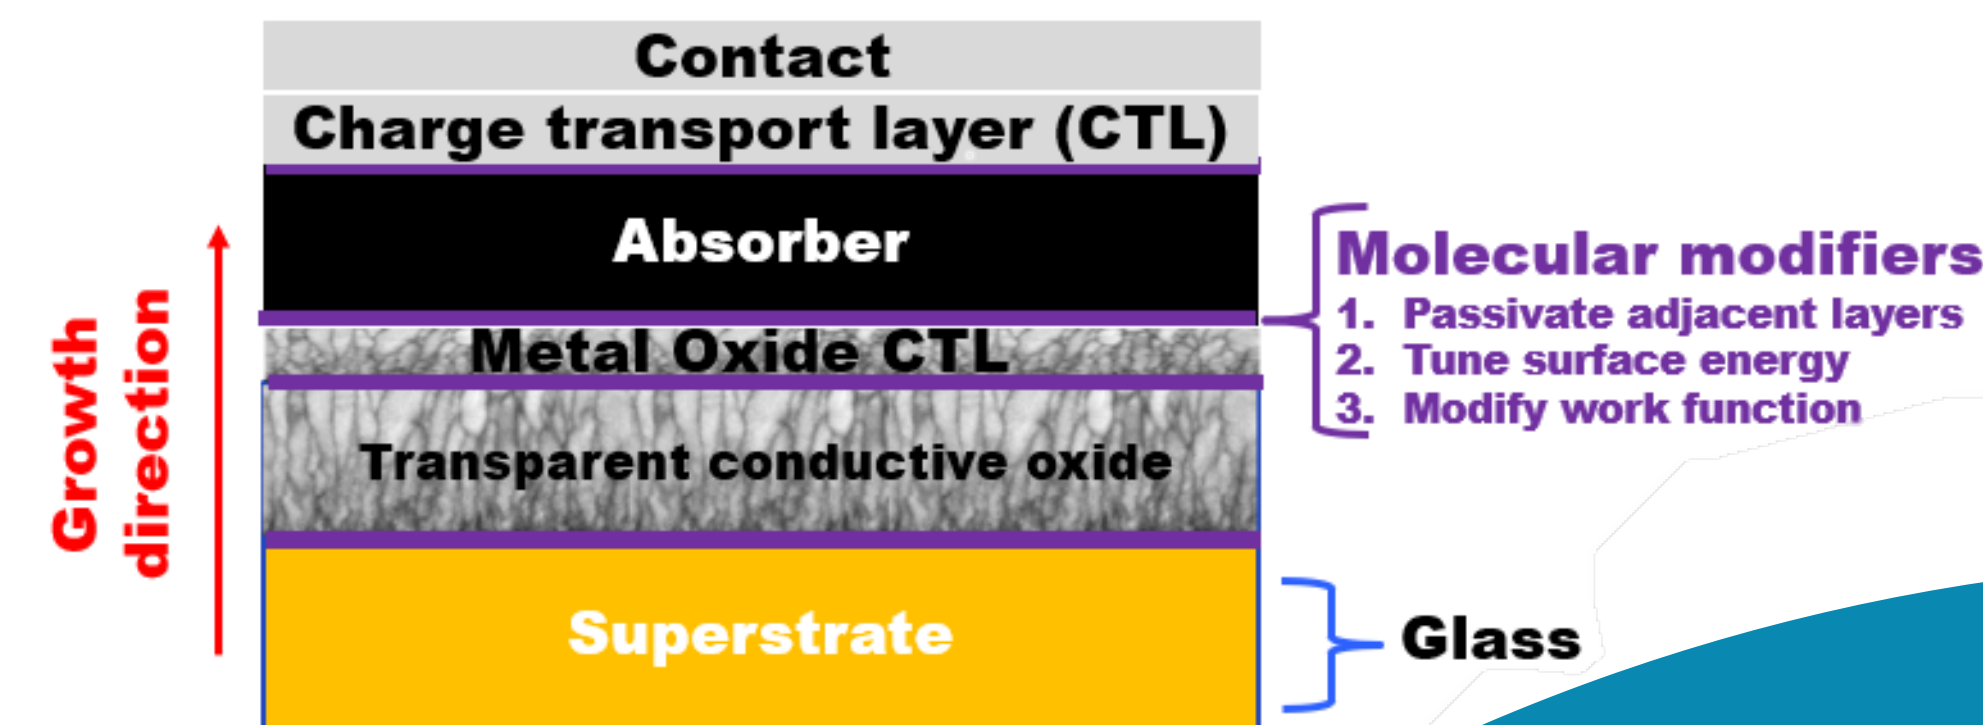 Contact
Charge transport layer (CTL)
Absorber
Metal Oxide CTL
Transparent conductive oxide
Superstrate
Growth
direction
Molecular modifiers
1. Passivate adjacent layers
2. Tune surface energy
3. Modify work function
Glass